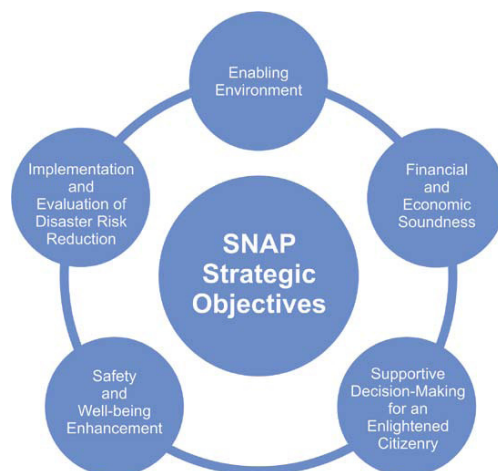 Enabling
Environment
Financial
and
Economic
Soundness
Supportive
Decision-Making
for an
Enlightened
Citizenry
Safety
and
Well-being
Enhancement
Implementation
and
Evaluation of
Disaster Risk
Reduction
SNAP
Strategic
Objectives